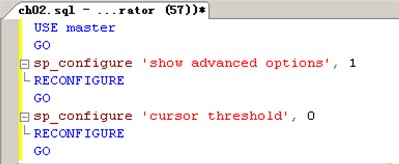 ch02.sql - ...rator (57))*
USE master
GO
sp_configure 'show advanced options', 1
RECONFIGURE
GO
sp_configure 'cursor threshold', 0
RECONFIGURE
GO